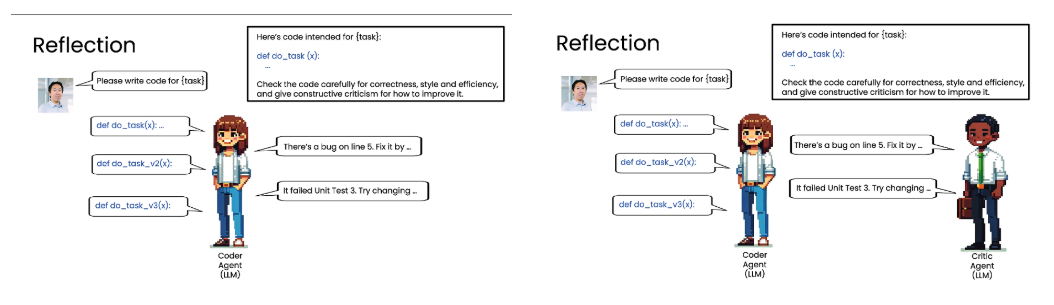 Reflection
Here's code intended for {task}:
def do_task (x):
...
Check the code carefully for correctness, style and efficiency,
and give constructive criticism for how to improve it.
Please write code for {task}
def do_task(x): ...
There's a bug on line 5. Fix it by ...
def do_task_v2(x):
It failed Unit Test 3. Try changing ...
def do_task_v3(x):
Coder
Agent
(LLM)
Reflection
Here's code intended for {task}:
def do_task (x):
...
Check the code carefully for correctness, style and efficiency,
and give constructive criticism for how to improve it.
Please write code for {task}
def do_task(x): ...
There's a bug on line 5. Fix it by ...
def do_task_v2(x):
It failed Unit Test 3. Try changing ...
def do_task_v3(x):
Coder
Agent
(LLM)
Critic
Agent
(LLM)